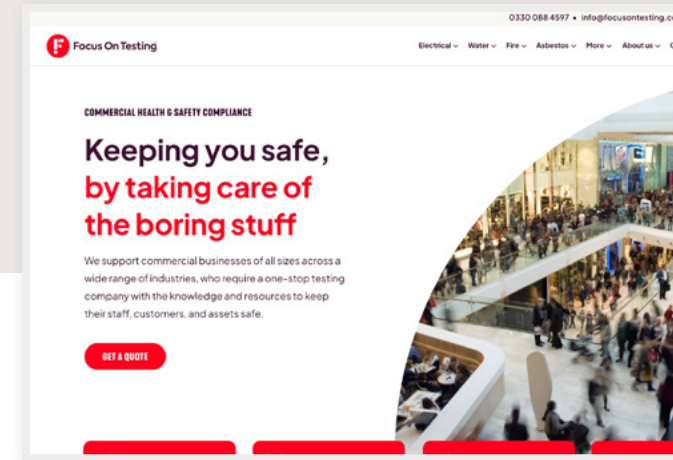 0330 088 4597 • info@focusontesting.c
Focus On Testing
Electrical Water Fire Asbestos More About us
COMMERCIAL HEALTH & SAFETY COMPLIANCE
Keeping you safe,
by taking care of
the boring stuff
We support commercial businesses of all sizes across a
wide range of industries, who require a one-stop testing
company with the knowledge and resources to keep
their staff, customers, and assets safe.
GET A QUOTE